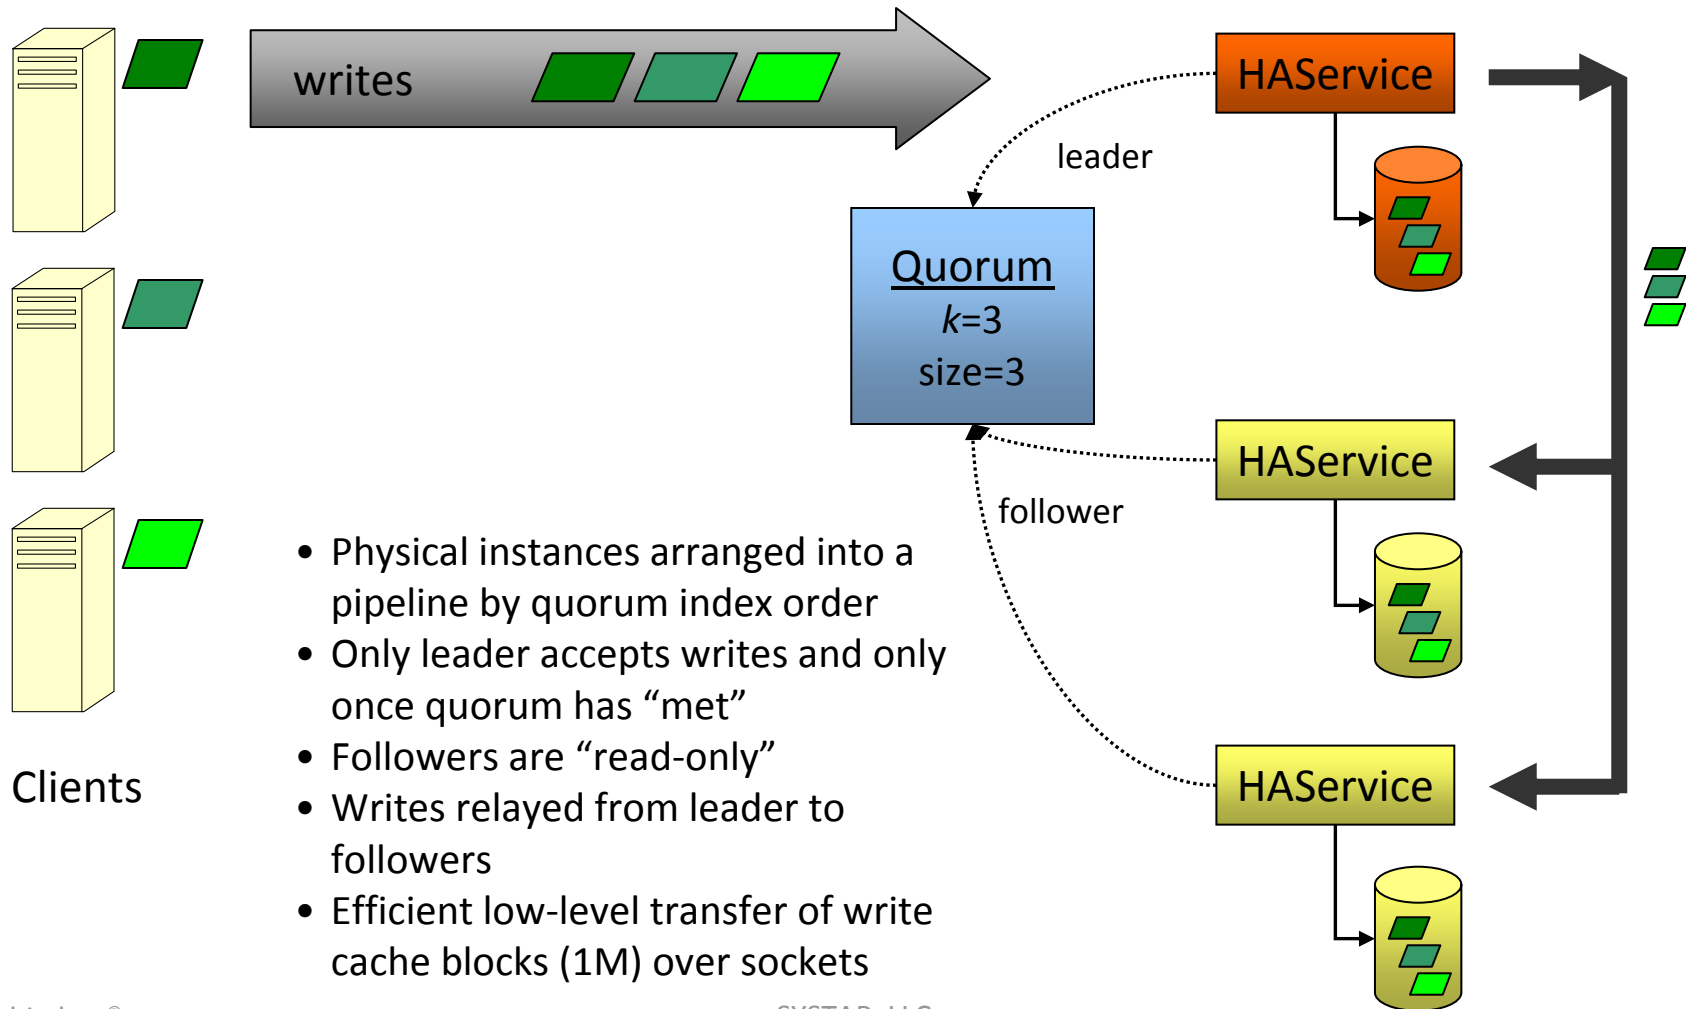 writes
HAService
leader
Quorum
k=3
size=3
HAService
follower
• Physical instances arranged into a
pipeline by quorum index order
• Only leader accepts writes and only
once quorum has “met”
• Followers are “read-only”
• Writes relayed from leader to
followers
• Efficient low-level transfer of write
cache blocks (1M) over sockets
Clients
HAService